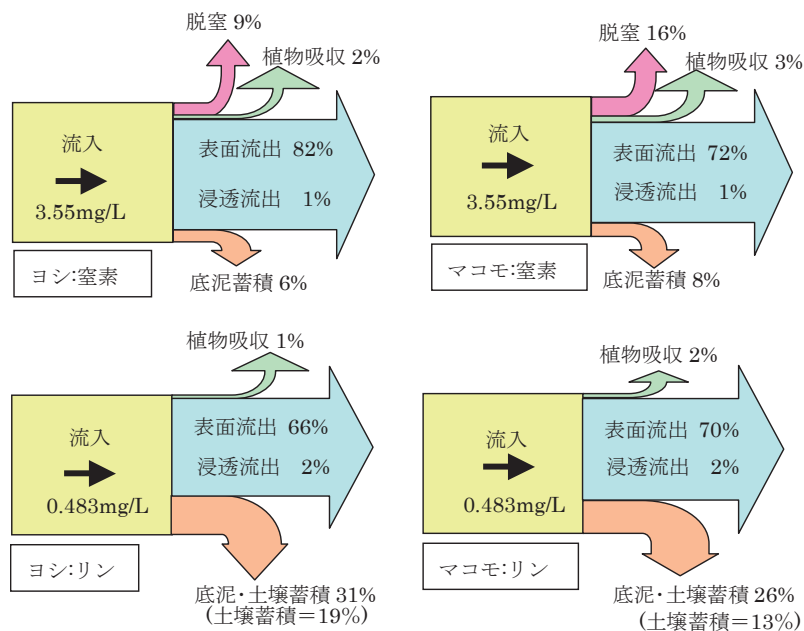 脱窒 9%
植物吸収 2%
流入
3.55mg/L
表面流出 82%
浸透流出 1%
底泥蓄積 6%
ヨシ:窒素
脱窒 16%
植物吸収 3%
流入
3.55mg/L
表面流出 72%
浸透流出 1%
底泥蓄積 8%
マコモ:窒素
植物吸収 1%
流入
0.483mg/L
表面流出 66%
浸透流出 2%
底泥・土壌蓄積 31%
(土壌蓄積=19%)
ヨシ:リン
植物吸収 2%
流入
0.483mg/L
表面流出 70%
浸透流出 2%
底泥・土壌蓄積 26%
(土壌蓄積=13%)
マコモ:リン